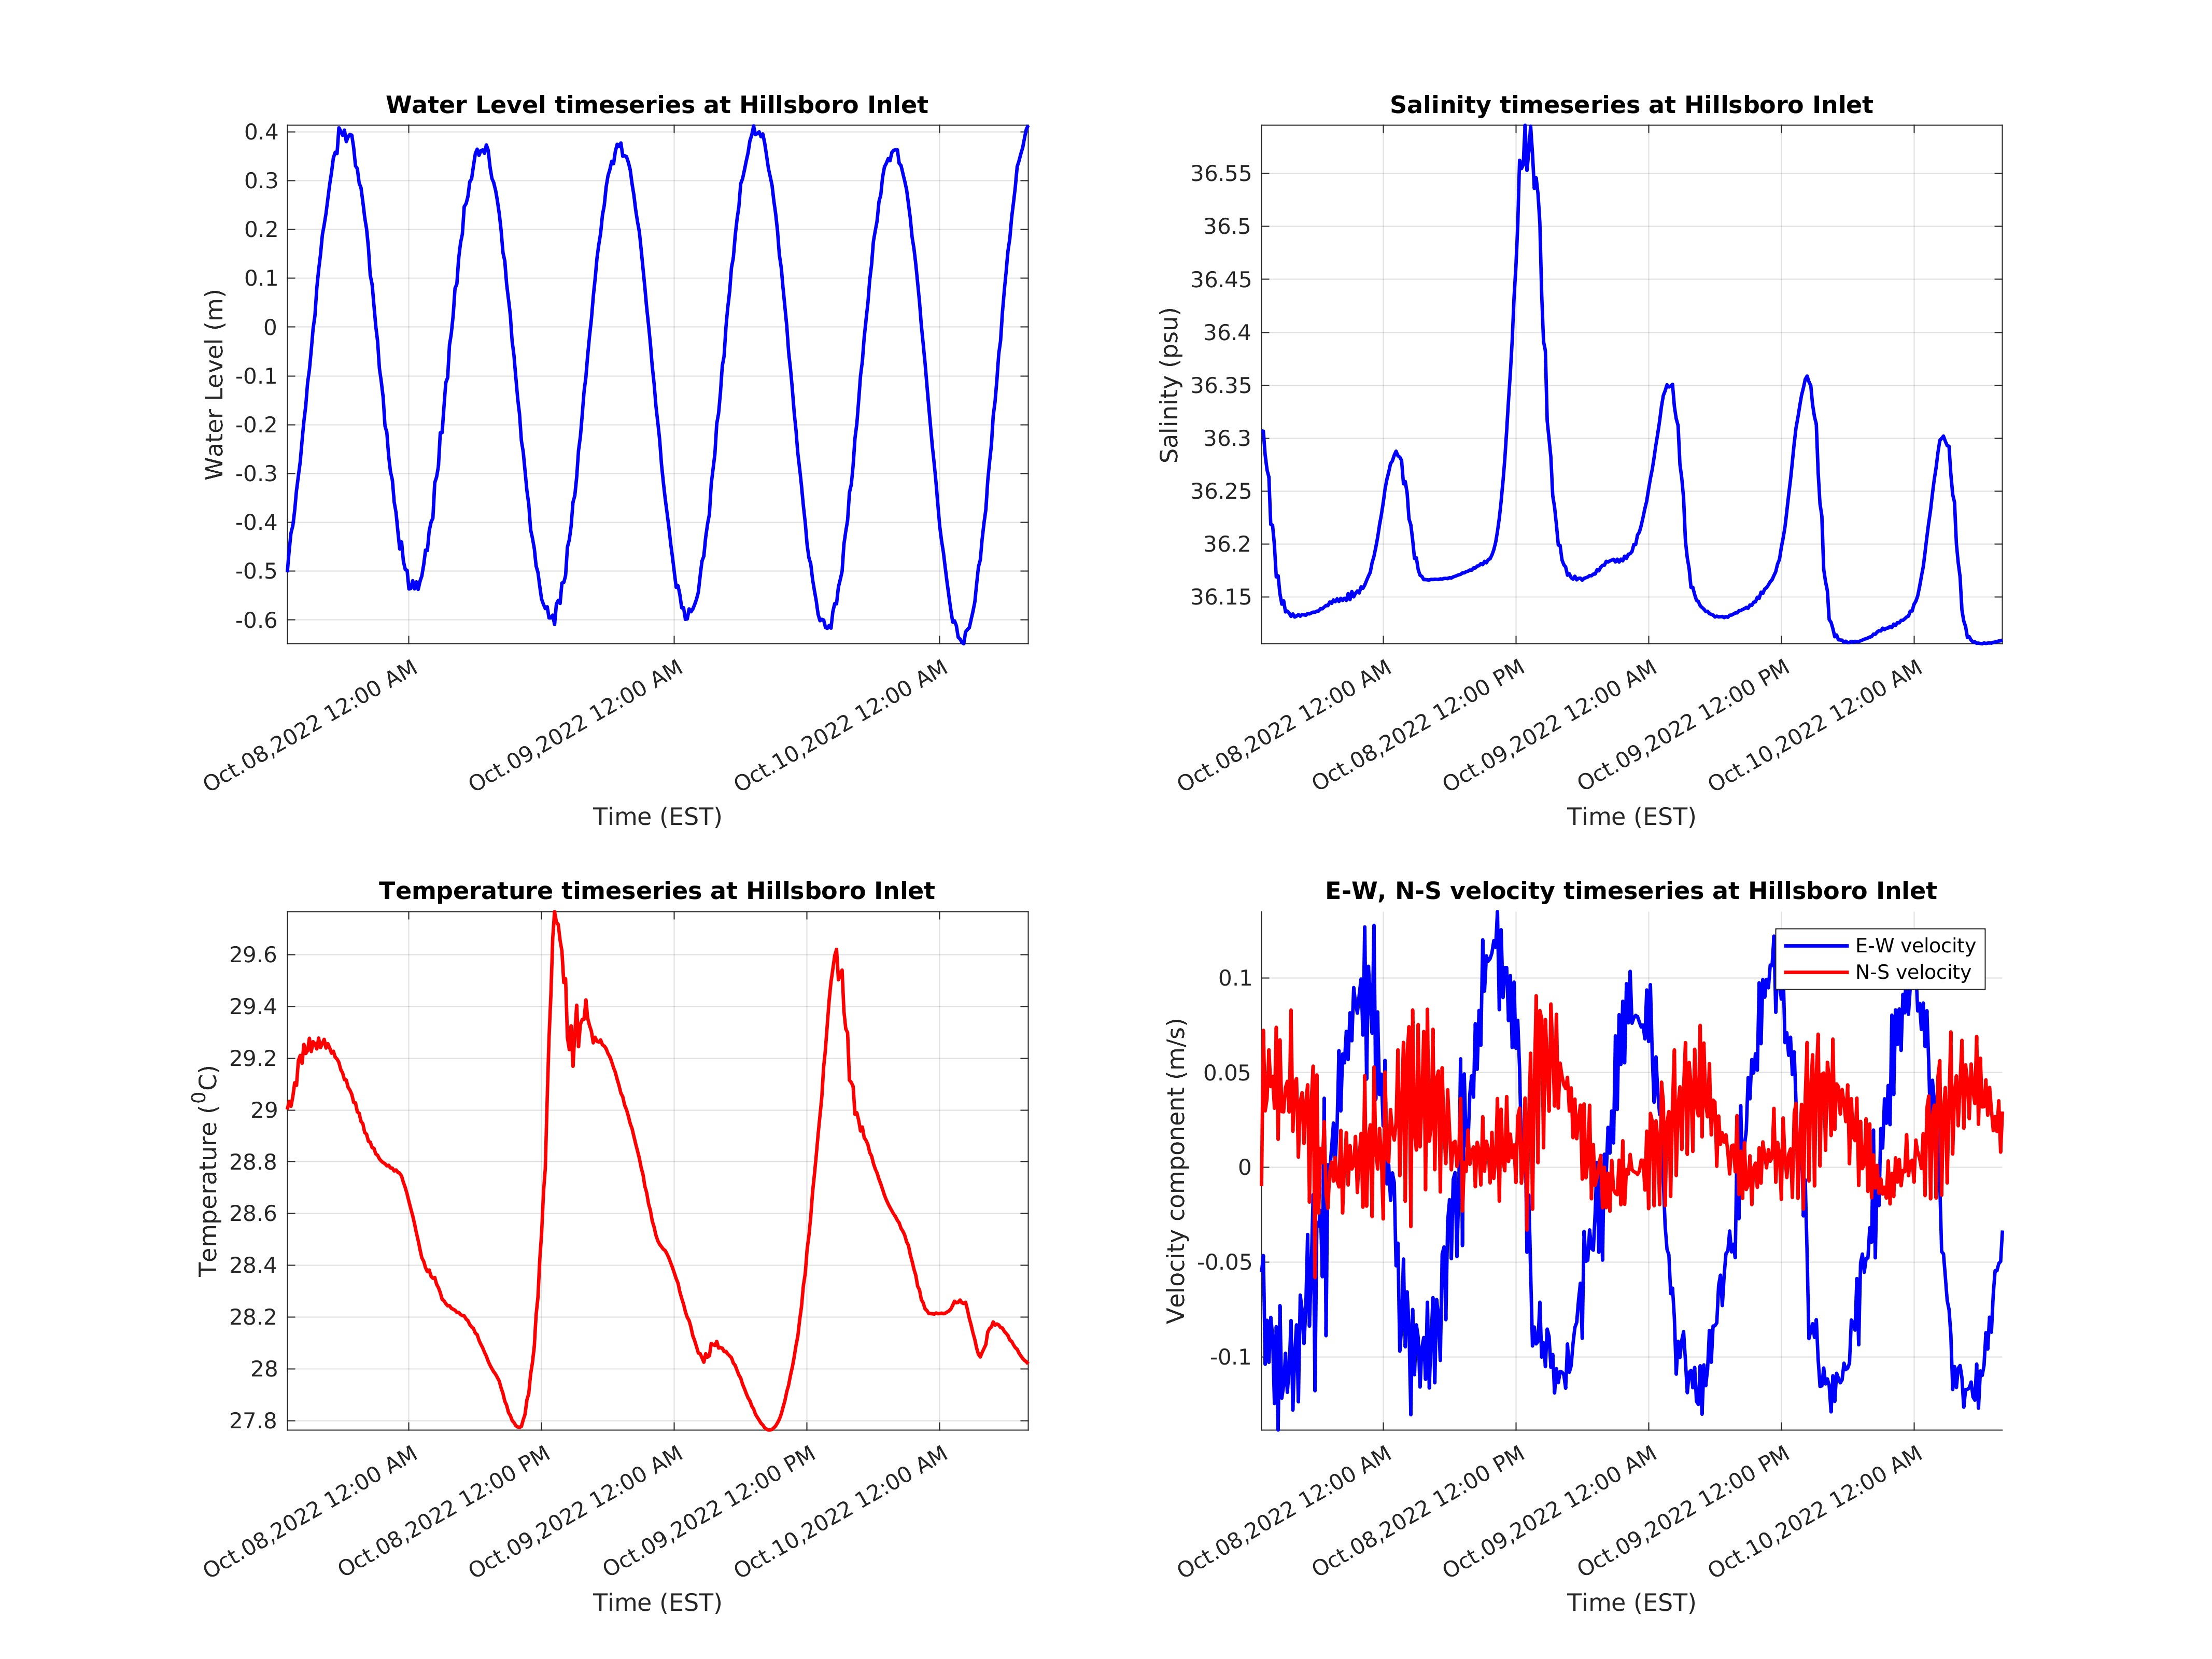 Water Level timeseries at Hillsboro Inlet
Water Level (m)
0.4
0.3
0.2
0.1
0
-0.1
-0.2
-0.3
-0.4
-0.5
-0.6
Oct.08,2022 12:00 AM
Oct.09,2022 12:00 AM
Oct.10,2022 12:00 AM
Time (EST)
Salinity timeseries at Hillsboro Inlet
Salinity (psu)
36.55
36.5
36.45
36.4
36.35
36.3
36.25
36.2
36.15
Oct.08,2022 12:00 AM
Oct.08,2022 12:00 PM
Oct.09,2022 12:00 AM
Oct.09,2022 12:00 PM
Oct.10,2022 12:00 AM
Time (EST)
Temperature timeseries at Hillsboro Inlet
Temperature (⁰C)
29.6
29.4
29.2
29
28.8
28.6
28.4
28.2
28
27.8
Oct.08,2022 12:00 AM
Oct.08,2022 12:00 PM
Oct.09,2022 12:00 AM
Oct.09,2022 12:00 PM
Oct.10,2022 12:00 AM
Time (EST)
E-W, N-S velocity timeseries at Hillsboro Inlet
E-W velocity
N-S velocity
Velocity component (m/s)
0.1
0.05
0
-0.05
-0.1
Oct.08,2022 12:00 AM
Oct.08,2022 12:00 PM
Oct.09,2022 12:00 AM
Oct.09,2022 12:00 PM
Oct.10,2022 12:00 AM
Time (EST)